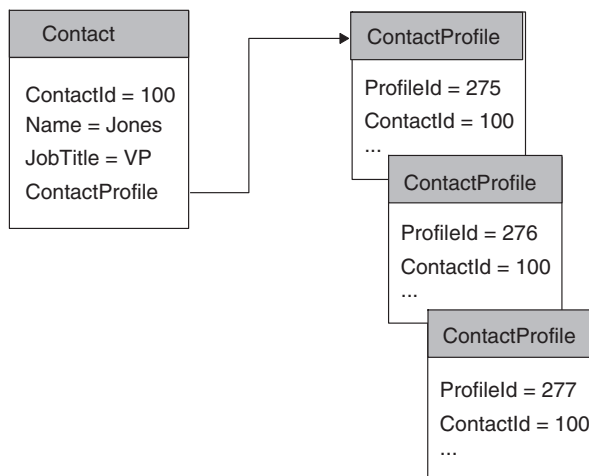 Contact
ContactId = 100
Name = Jones
JobTitle = VP
ContactProfile
ContactProfile
ProfileId = 275
ContactId = 100
...
ContactProfile
ProfileId = 276
ContactId = 100
...
ContactProfile
ProfileId = 277
ContactId = 100
...